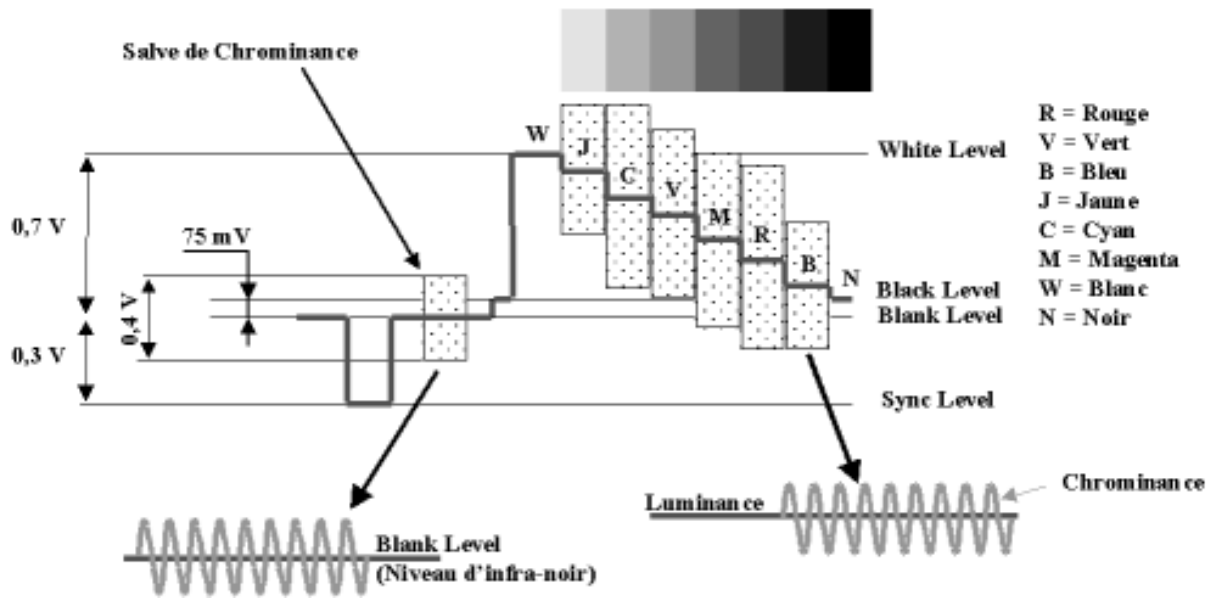 Salve de Chrominance
W
J
C
V
M
R
B
N
White Level
Black Level
Blank Level
Sync Level
0,7 V
75 mV
0,4 V
0,3 V
R = Rouge
V = Vert
B = Bleu
J = Jaune
C = Cyan
M = Magenta
W = Blanc
N = Noir
Blank Level
(Niveau d'infra-noir)
Luminance
Chrominance